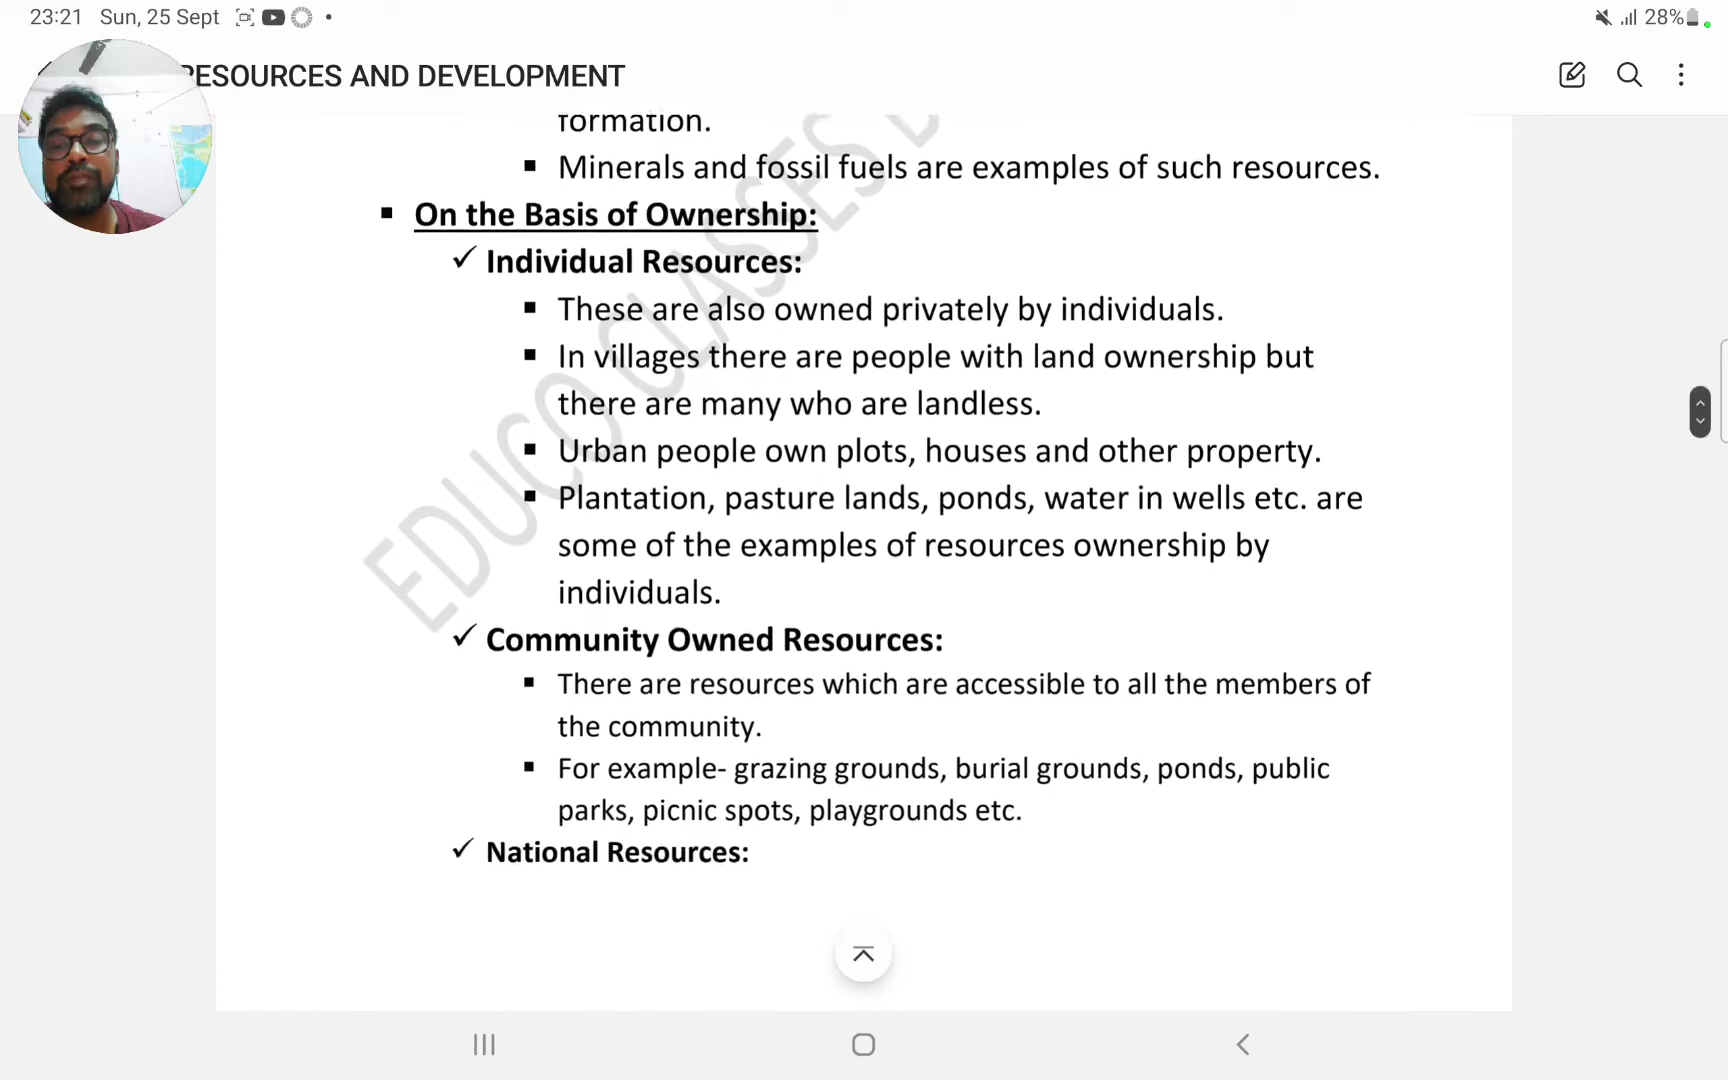 23:21 Sun, 25 Sept 28%
RESOURCES AND DEVELOPMENT
formation.
▪ Minerals and fossil fuels are examples of such resources.
▪ On the Basis of Ownership:
✓ Individual Resources:
▪ These are also owned privately by individuals.
▪ In villages there are people with land ownership but
there are many who are landless.
▪ Urban people own plots, houses and other property.
▪ Plantation, pasture lands, ponds, water in wells etc. are
some of the examples of resources ownership by
individuals.
✓ Community Owned Resources:
▪ There are resources which are accessible to all the members of
the community.
▪ For example- grazing grounds, burial grounds, ponds, public
parks, picnic spots, playgrounds etc.
✓ National Resources:
EDUCO CLASSES